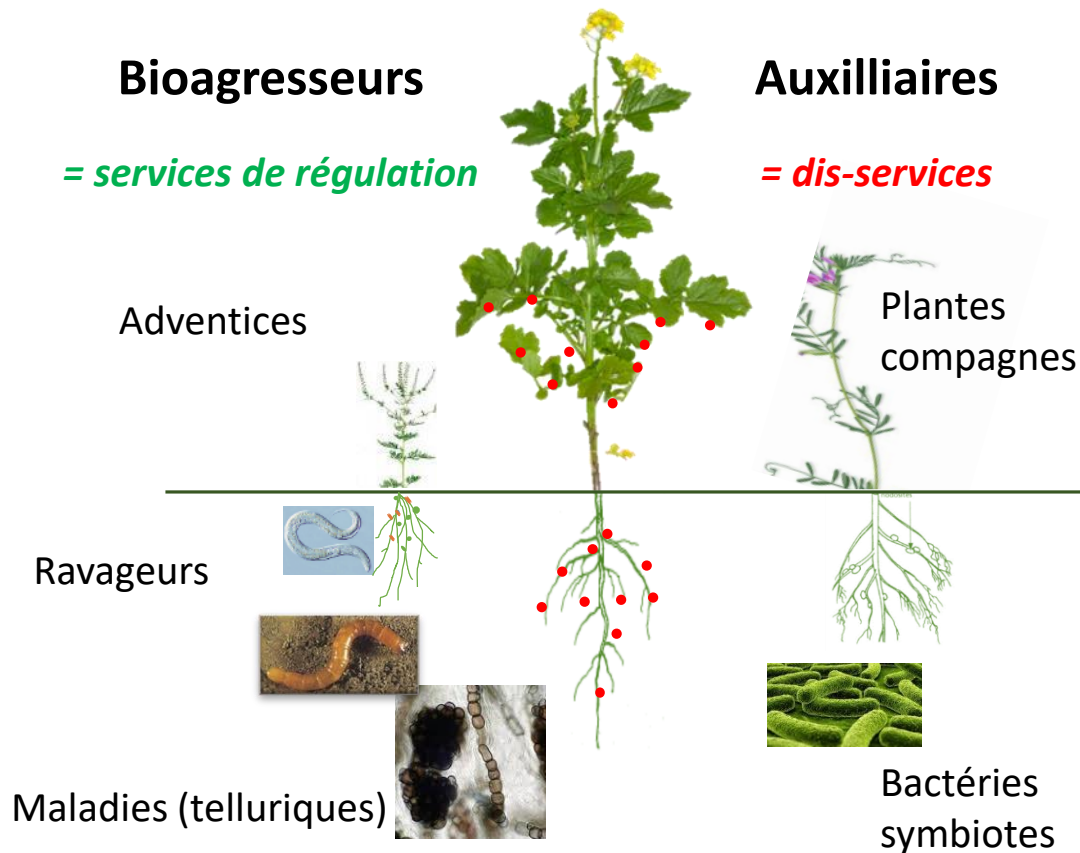 Bioagresseurs
Auxilliaires
= services de régulation
= dis-services
Adventices
Plantes
compagnes
Ravageurs
Maladies (telluriques)
Bactéries
symbiotes